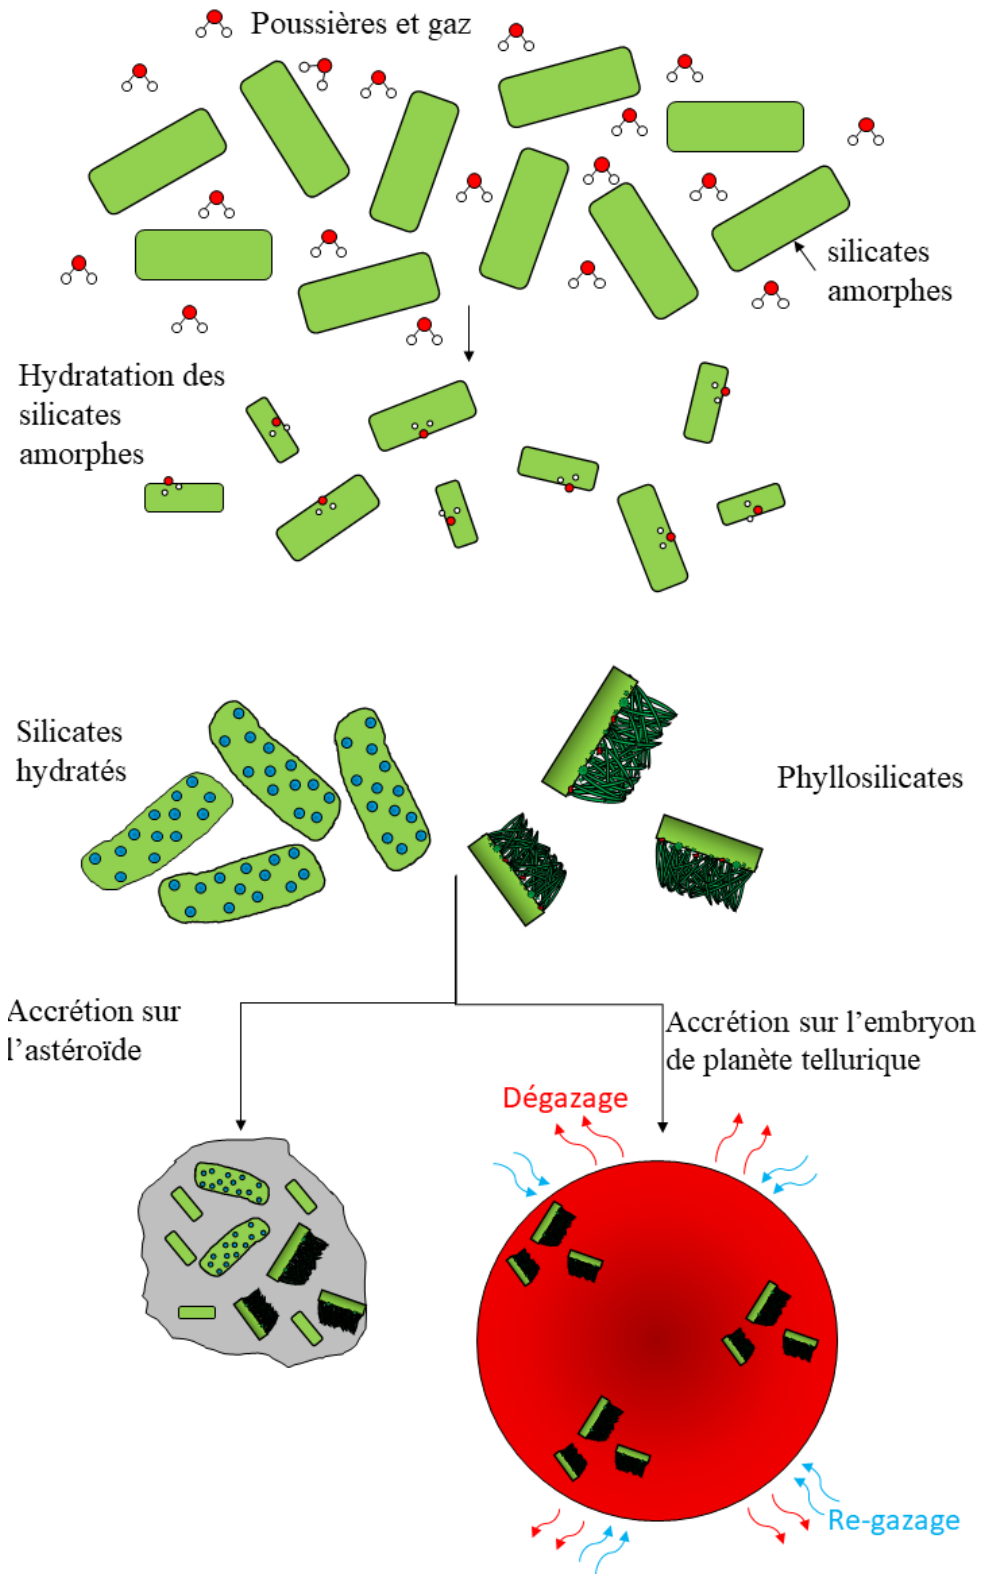 Poussières et gaz
silicates
amorphes
Hydratation des
silicates
amorphes
Silicates
hydratés
Phyllosilicates
Accrétion sur
l’astéroïde
Accrétion sur l’embryon
de planète tellurique
Dégazage
Re-gazage